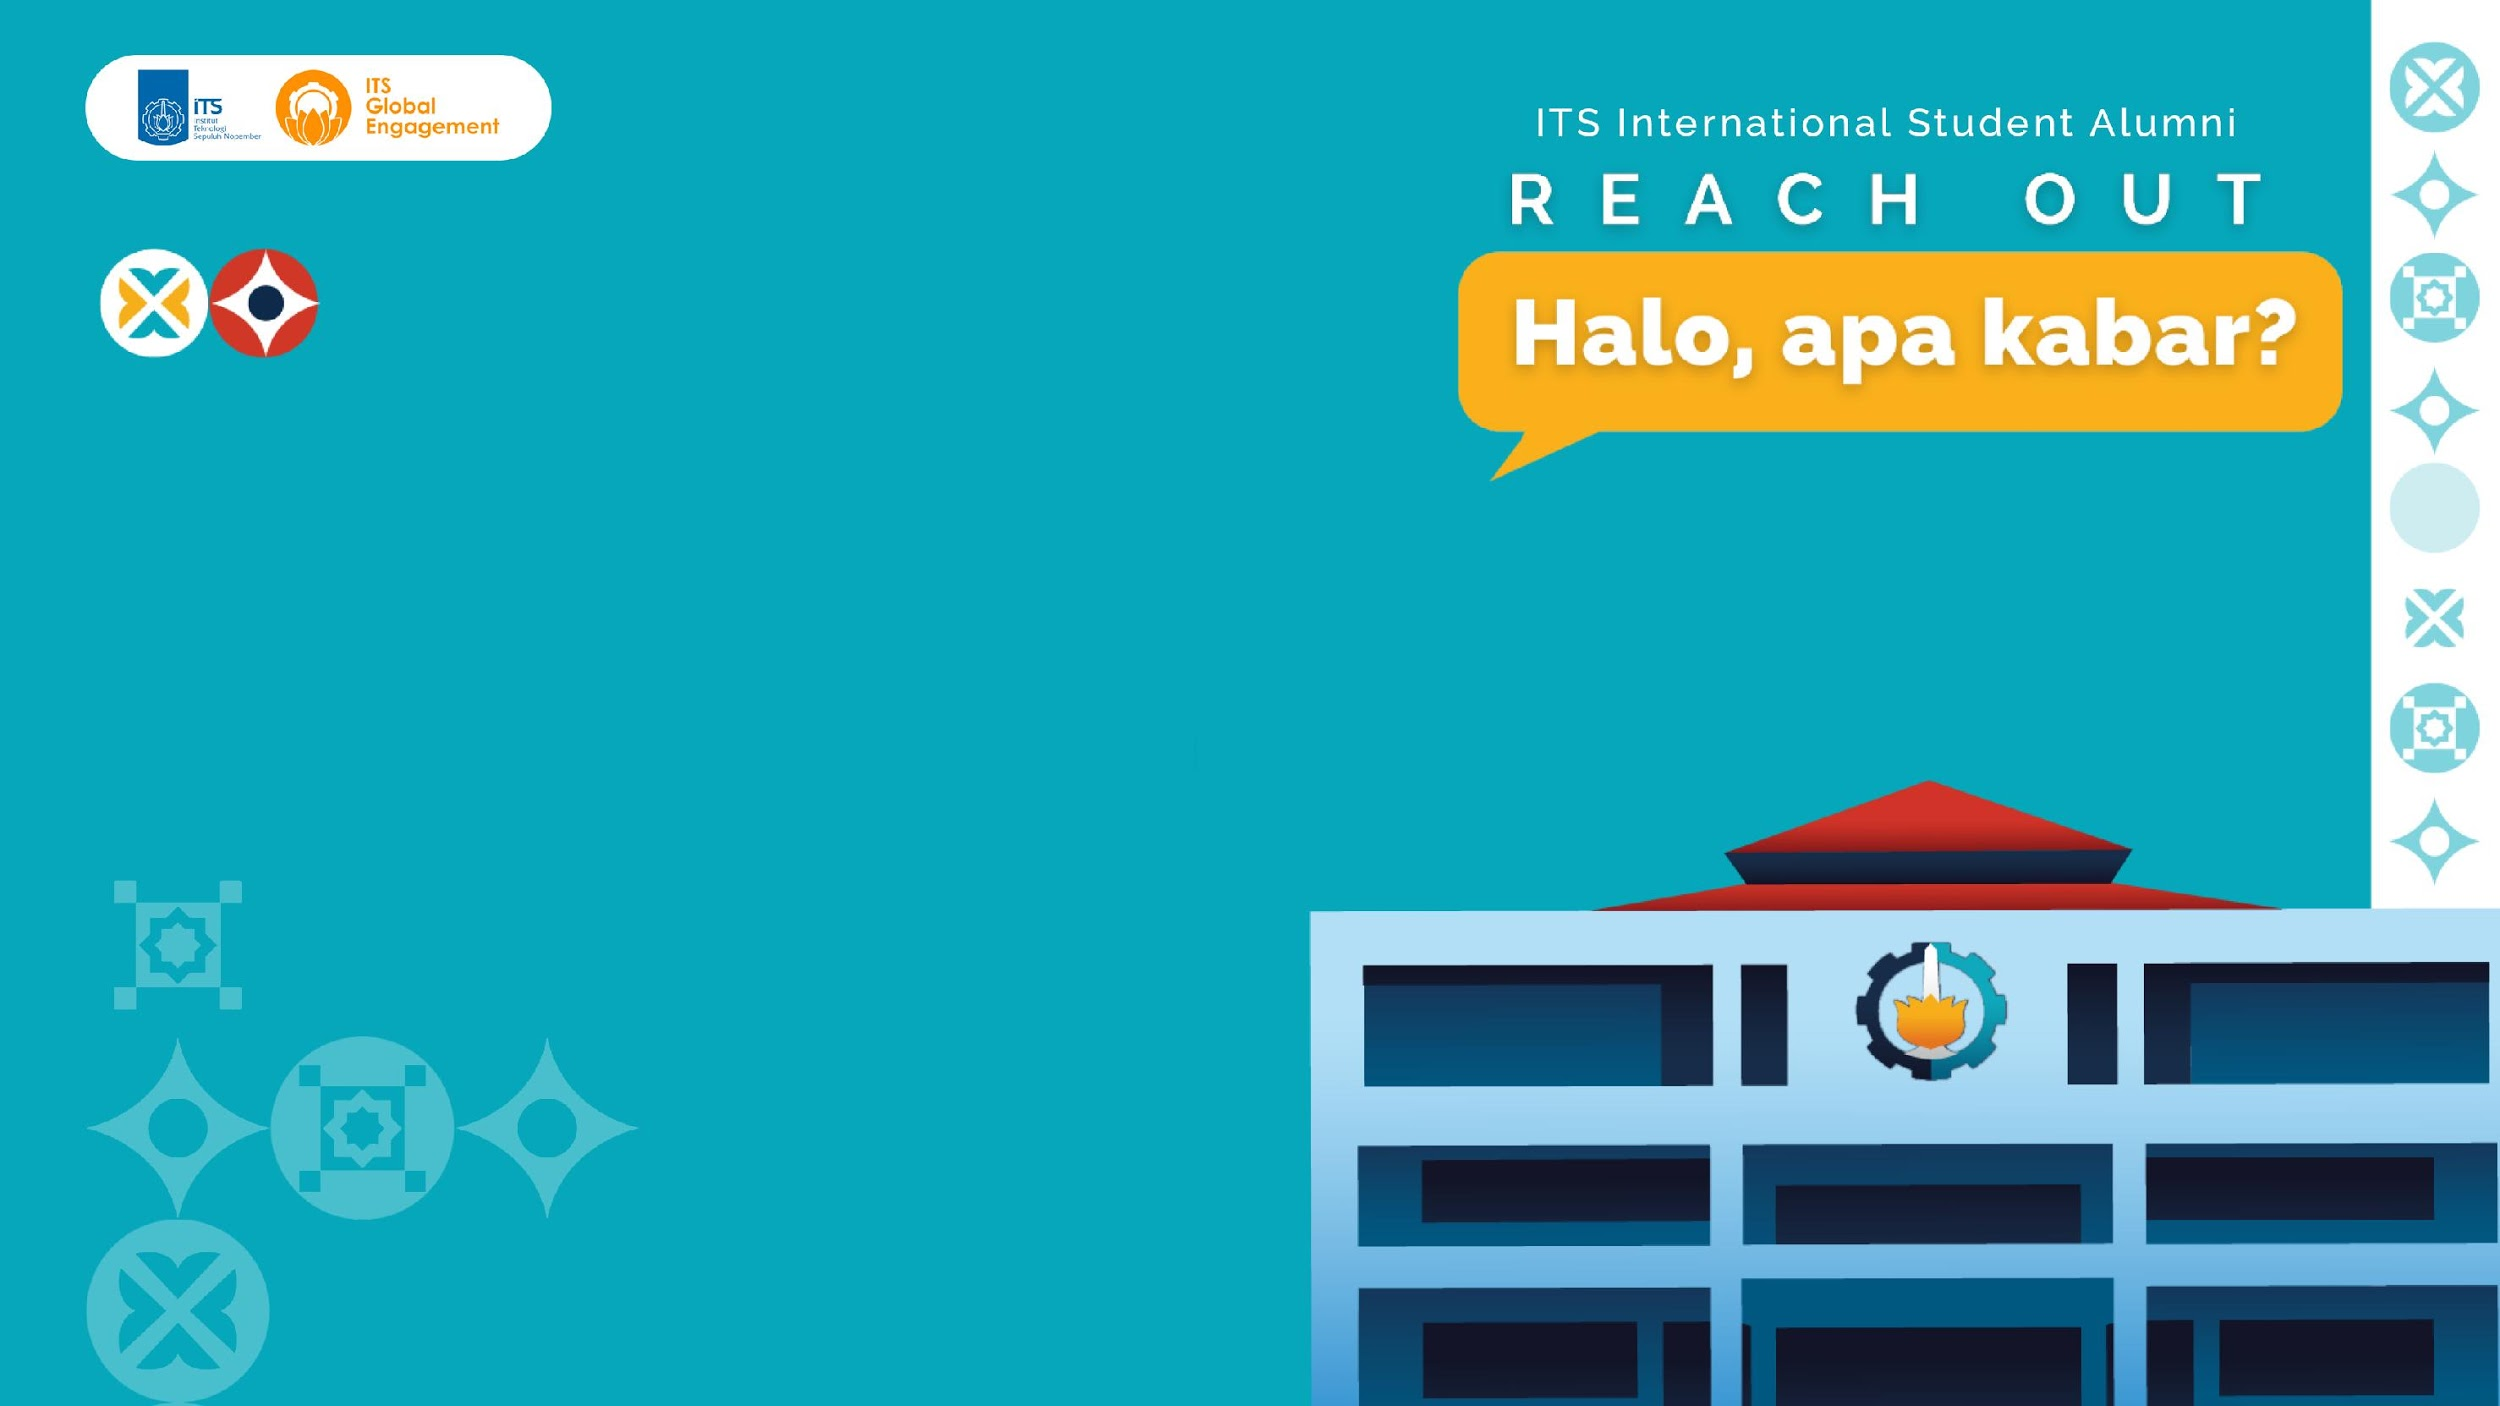 ITS
Institut
Teknologi
Sepuluh Nopember
ITS
Global
Engagement
ITS International Student Alumni
REACH OUT
Halo, apa kabar?